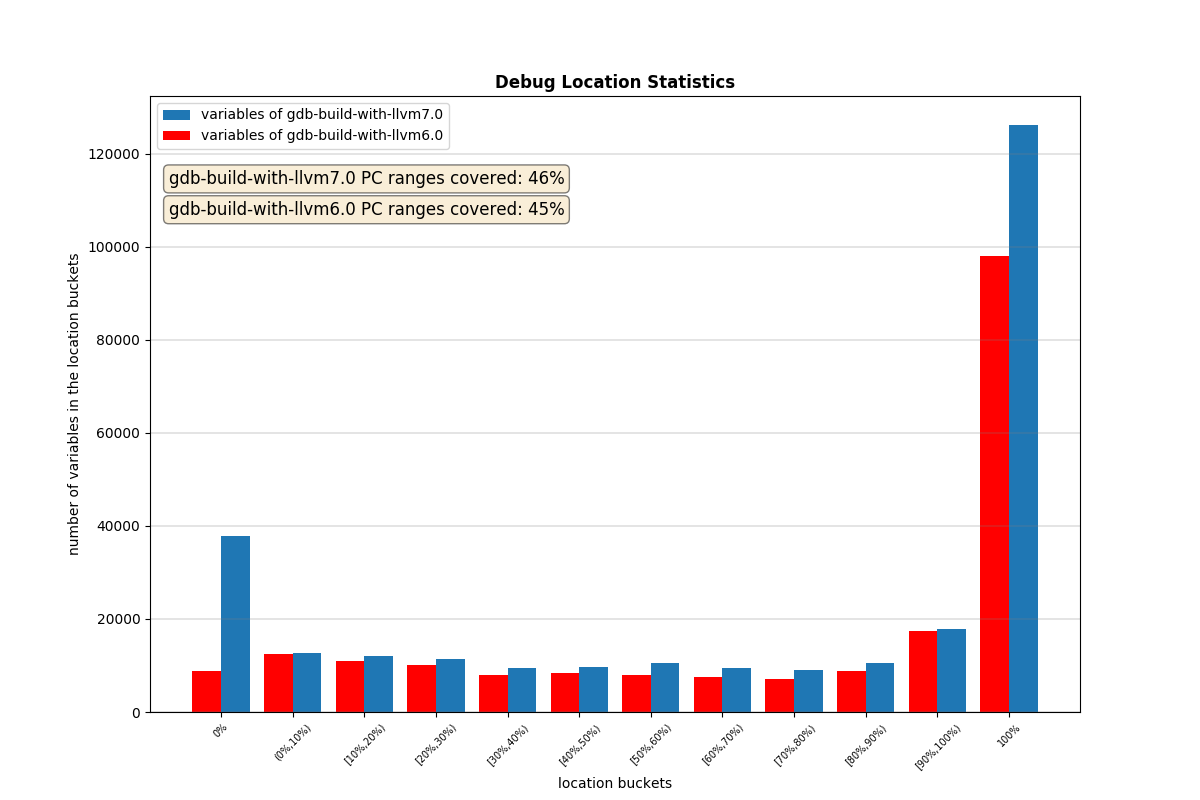 Debug Location Statistics
variables of gdb-build-with-llvm7.0
variables of gdb-build-with-llvm6.0
gdb-build-with-llvm7.0 PC ranges covered: 46%
gdb-build-with-llvm6.0 PC ranges covered: 45%
number of variables in the location buckets
120000
100000
80000
60000
40000
20000
0
0%
(0%,10%)
[10%,20%)
[20%,30%)
[30%,40%)
[40%,50%)
[50%,60%)
[60%,70%)
[70%,80%)
[80%,90%)
[90%,100%)
100%
location buckets